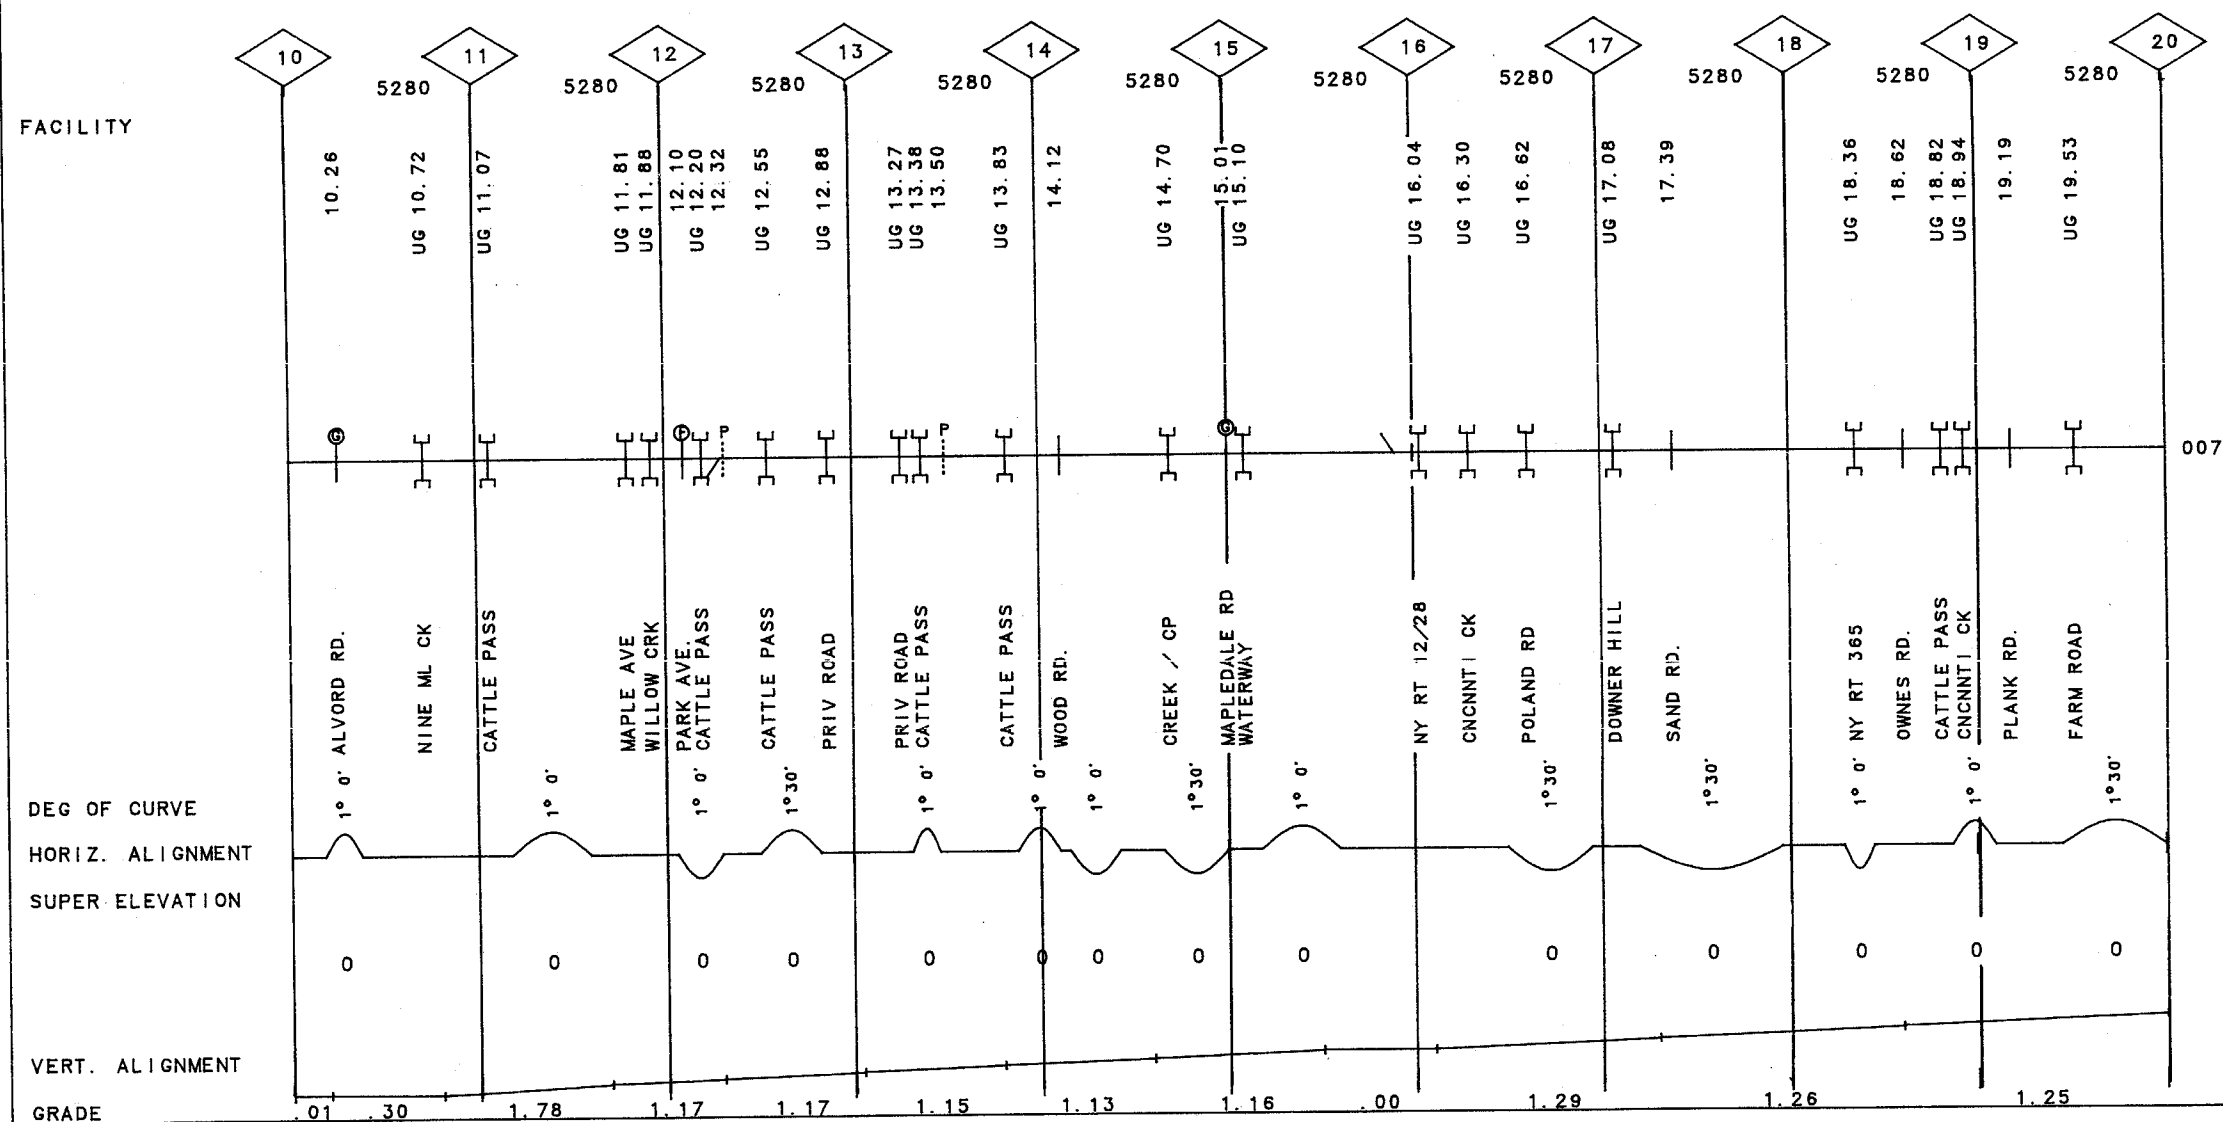 10 11 12 13 14 15 16 17 18 19 20
5280 5280 5280 5280 5280 5280 5280 5280 5280 5280
FACILITY
10.26
UG 10.72
UG 11.07
UG 11.81
UG 11.88
12.10
UG 12.20
12.32
UG 12.55
UG 12.88
UG 13.27
UG 13.38
13.50
UG 13.83
14.12
UG 14.70
15.01
UG 15.10
UG 16.04
UG 16.30
UG 16.62
UG 17.08
17.39
UG 18.36
18.62
UG 18.82
UG 18.94
19.19
UG 19.53
G F P P G
007
ALVORD RD.
NINE ML CK
CATTLE PASS
MAPLE AVE
WILLOW CRK
PARK AVE.
CATTLE PASS
CATTLE PASS
PRIV ROAD
PRIV ROAD
CATTLE PASS
CATTLE PASS
WOOD RD.
CREEK / CP
MAPLEDALE RD
WATERWAY
NY RT 12/28
CNCNNTI CK
POLAND RD
DOWNER HILL
SAND RD.
NY RT 365
OWNES RD.
CATTLE PASS
CNCNNTI CK
PLANK RD.
FARM ROAD
DEG OF CURVE
1° 0' 1° 0' 1° 0' 1°30' 1° 0' 1° 0' 1° 0' 1°30' 1° 0' 1°30' 1°30' 1° 0' 1° 0' 1°30'
HORIZ. ALIGNMENT
SUPER ELEVATION
0 0 0 0 0 0 0 0 0 0 0 0 0 0
VERT. ALIGNMENT
GRADE .01 .30 1.78 1.17 1.17 1.15 1.13 1.16 .00 1.29 1.26 1.25